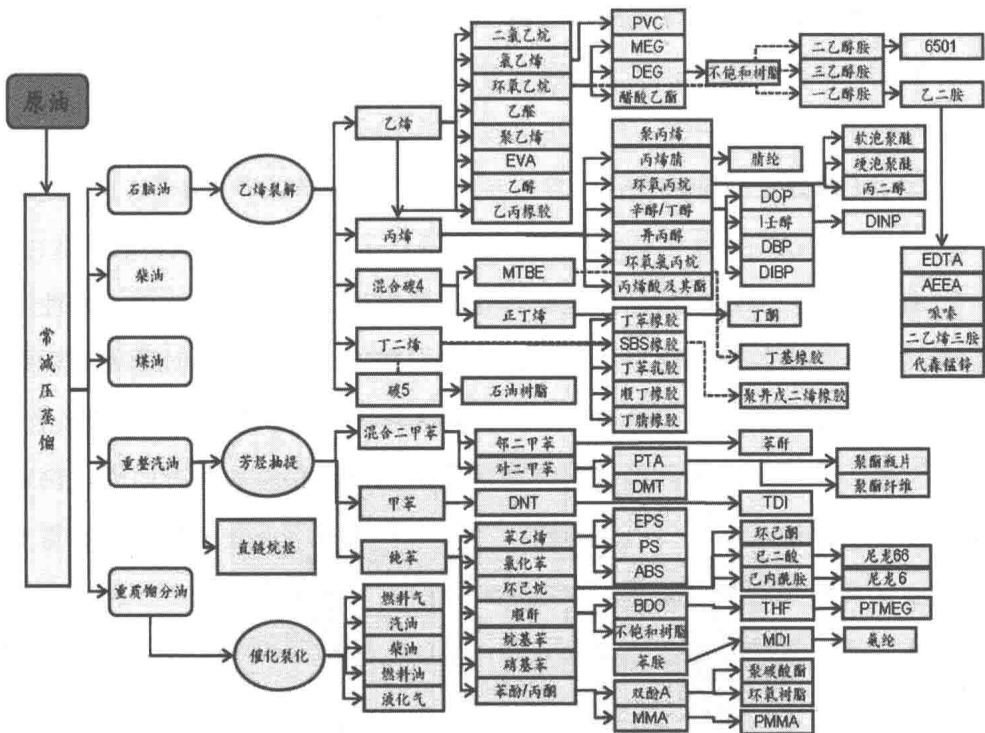 原油
常减压蒸馏
石脑油
柴油
煤油
重整汽油
重质馏分油
乙烯裂解
芳烃抽提
直链烷烃
催化裂化
乙烯
丙烯
混合碳4
丁二烯
碳5
混合二甲苯
甲苯
纯苯
燃料气
汽油
柴油
燃料油
液化气
二氯乙烷
氯乙烯
环氧乙烷
乙醛
聚乙烯
EVA
乙醇
乙丙橡胶
MTBE
正丁烯
石油树脂
邻二甲苯
对二甲苯
DNT
苯乙烯
氯化苯
环己烷
顺酐
烷基苯
硝基苯
苯酚/丙酮
PVC
MEG
DEG
醋酸乙酯
不饱和树脂
聚丙烯
丙烯腈
环氧丙烷
辛醇/丁醇
异丙醇
环氧氯丙烷
丙烯酸及其酯
丁苯橡胶
SBS橡胶
丁苯乳胶
顺丁橡胶
丁腈橡胶
PTA
DMT
EPS
PS
ABS
BDO
不饱和树脂
苯胺
双酚A
MMA
腈纶
DOP
I壬醇
DBP
DIBP
丁酮
丁基橡胶
聚异戊二烯橡胶
苯酐
TDI
环己酮
已二酸
己内酰胺
THF
MDI
聚碳酸酯
环氧树脂
PMMA
二乙醇胺
三乙醇胺
一乙醇胺
软泡聚醚
硬泡聚醚
丙二醇
DINP
聚酯瓶片
聚酯纤维
尼龙66
尼龙6
PTMEG
氨纶
6501
乙二胺
EDTA
AEEA
哌嗪
二乙烯三胺
代森锰锌